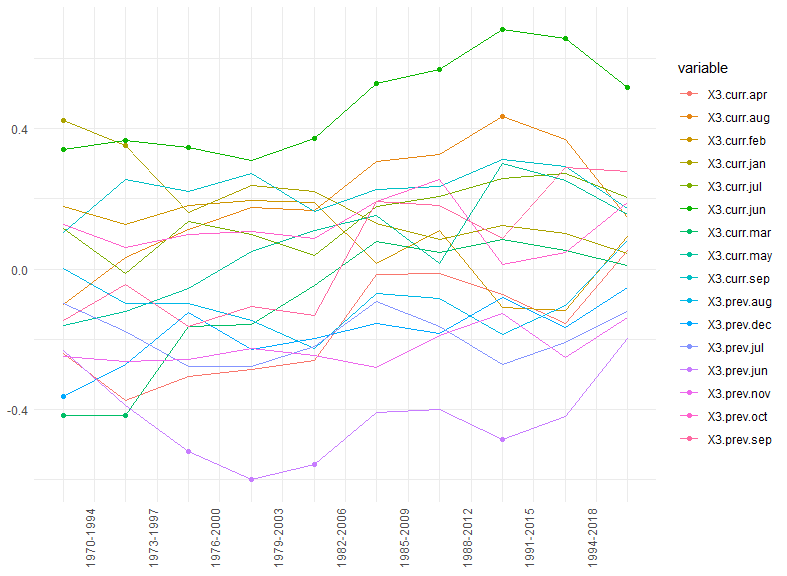 variable
X3.curr.apr
X3.curr.aug
X3.curr.feb
X3.curr.jan
X3.curr.jul
X3.curr.jun
X3.curr.mar
X3.curr.may
X3.curr.sep
X3.prev.aug
X3.prev.dec
X3.prev.jul
X3.prev.jun
X3.prev.nov
X3.prev.oct
X3.prev.sep
0.4
0.0
-0.4
1970-1994
1973-1997
1976-2000
1979-2003
1982-2006
1985-2009
1988-2012
1991-2015
1994-2018